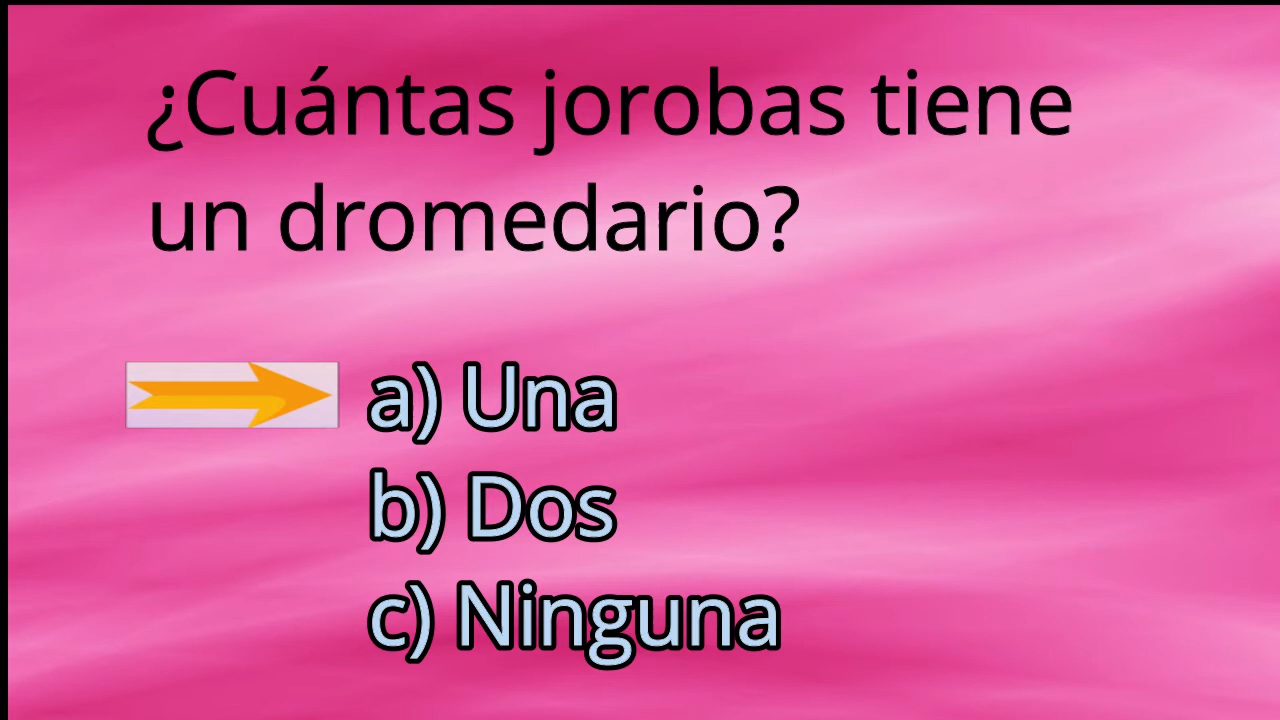 ¿Cuántas jorobas tiene
un dromedario?
a) Una
b) Dos
c) Ninguna